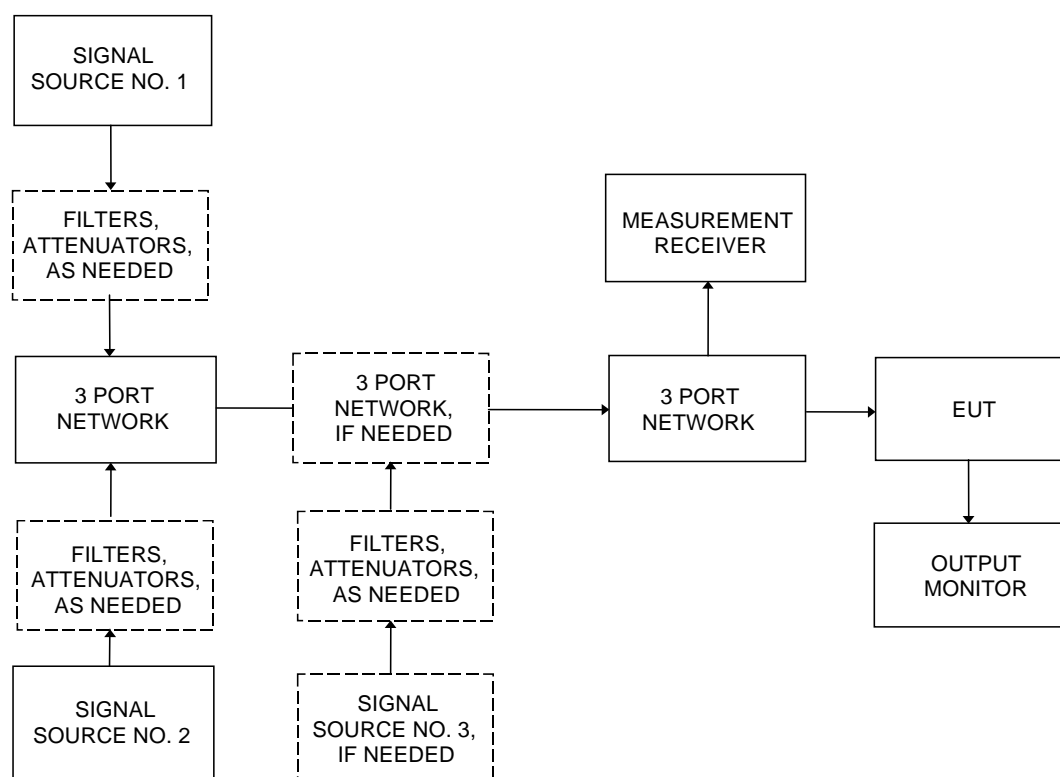 SIGNAL
SOURCE NO. 1
FILTERS,
ATTENUATORS,
AS NEEDED
MEASUREMENT
RECEIVER
3 PORT
NETWORK
3 PORT
NETWORK,
IF NEEDED
3 PORT
NETWORK
EUT
FILTERS,
ATTENUATORS,
AS NEEDED
FILTERS,
ATTENUATORS,
AS NEEDED
OUTPUT
MONITOR
SIGNAL
SOURCE NO. 2
SIGNAL
SOURCE NO. 3,
IF NEEDED